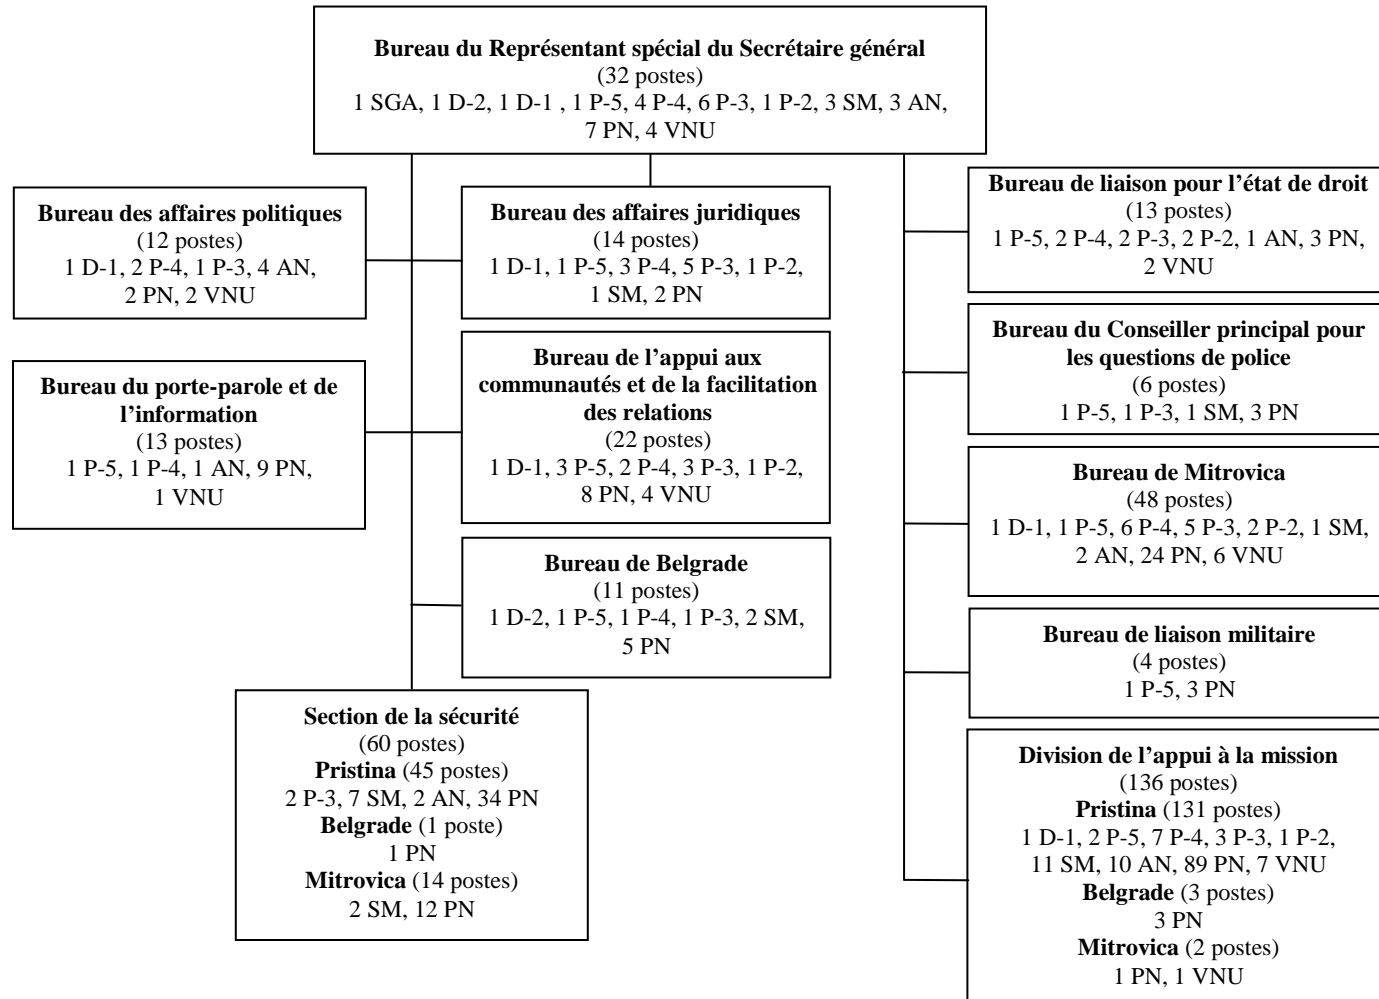 Bureau du Représentant spécial du Secrétaire général
(32 postes)
1 SGA, 1 D-2, 1 D-1 , 1 P-5, 4 P-4, 6 P-3, 1 P-2, 3 SM, 3 AN,
7 PN, 4 VNU
Bureau des affaires politiques
(12 postes)
1 D-1, 2 P-4, 1 P-3, 4 AN,
2 PN, 2 VNU
Bureau des affaires juridiques
(14 postes)
1 D-1, 1 P-5, 3 P-4, 5 P-3, 1 P-2,
1 SM, 2 PN
Bureau de liaison pour l’état de droit
(13 postes)
1 P-5, 2 P-4, 2 P-3, 2 P-2, 1 AN, 3 PN,
2 VNU
Bureau du porte-parole et de
l’information
(13 postes)
1 P-5, 1 P-4, 1 AN, 9 PN,
1 VNU
Bureau de l’appui aux
communautés et de la facilitation
des relations
(22 postes)
1 D-1, 3 P-5, 2 P-4, 3 P-3, 1 P-2,
8 PN, 4 VNU
Bureau du Conseiller principal pour
les questions de police
(6 postes)
1 P-5, 1 P-3, 1 SM, 3 PN
Bureau de Mitrovica
(48 postes)
1 D-1, 1 P-5, 6 P-4, 5 P-3, 2 P-2, 1 SM,
2 AN, 24 PN, 6 VNU
Bureau de Belgrade
(11 postes)
1 D-2, 1 P-5, 1 P-4, 1 P-3, 2 SM,
5 PN
Bureau de liaison militaire
(4 postes)
1 P-5, 3 PN
Section de la sécurité
(60 postes)
Pristina (45 postes)
2 P-3, 7 SM, 2 AN, 34 PN
Belgrade (1 poste)
1 PN
Mitrovica (14 postes)
2 SM, 12 PN
Division de l’appui à la mission
(136 postes)
Pristina (131 postes)
1 D-1, 2 P-5, 7 P-4, 3 P-3, 1 P-2,
11 SM, 10 AN, 89 PN, 7 VNU
Belgrade (3 postes)
3 PN
Mitrovica (2 postes)
1 PN, 1 VNU